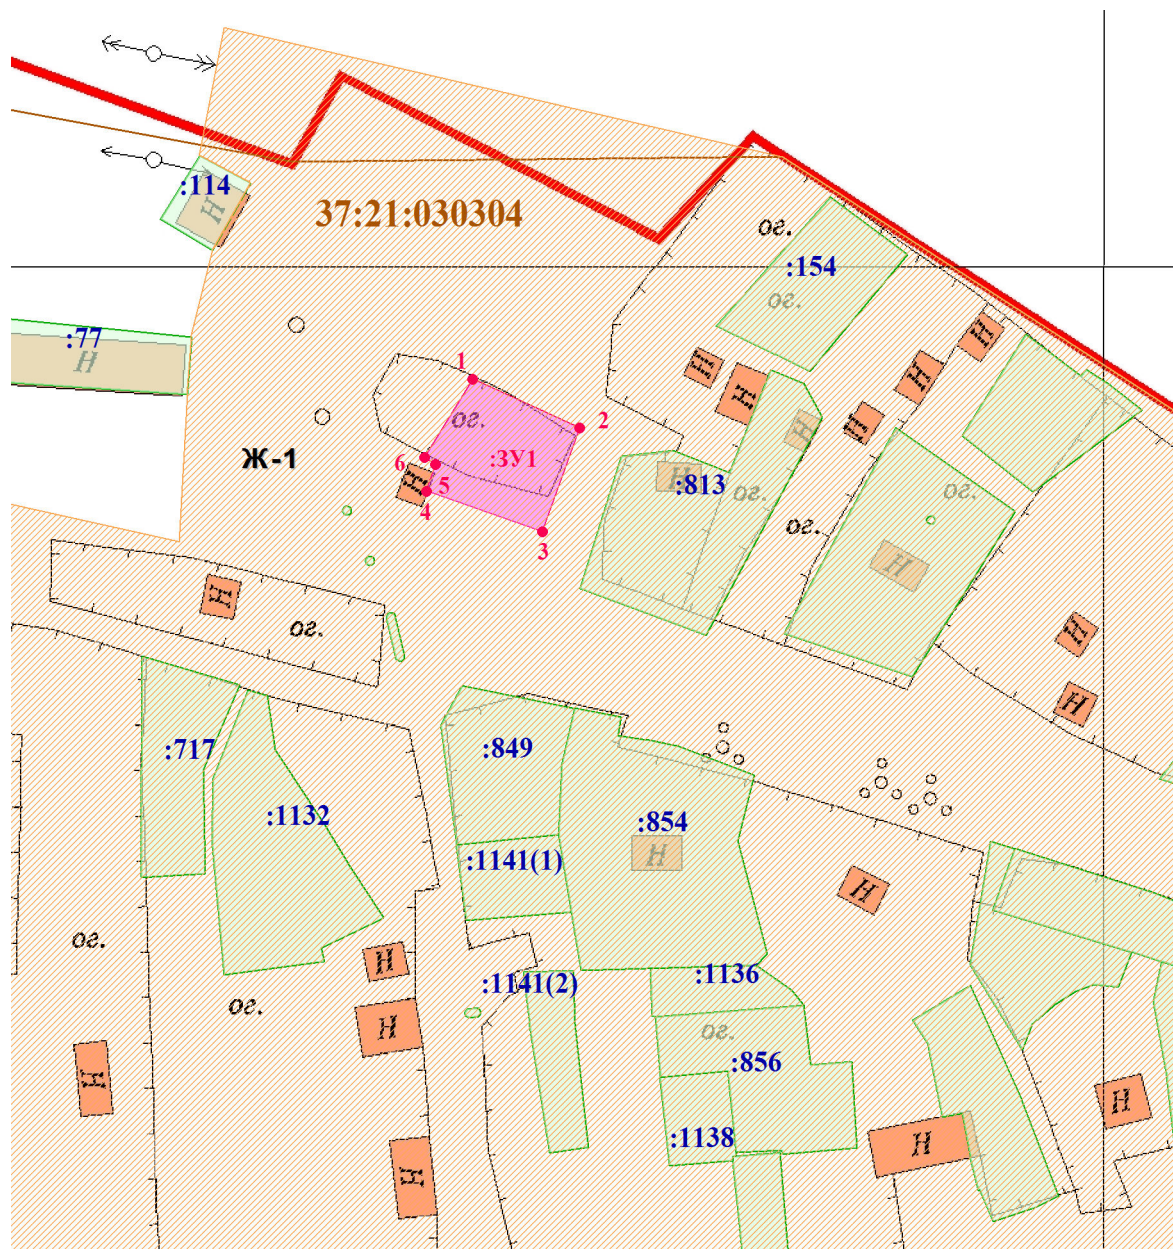 :114
37:21:030304
ог.
:154
ог.
:77
Н
Н
Н
Н
Н
Н
1
ог.
2
Н
Н
Ж-1
6
:ЗУ1
Н
:813
ог.
ог.
Н
5
4
ог.
3
Н
Н
ог.
Н
Н
:717
:849
:1132
:854
Н
:1141(1)
Н
ог.
Н
:1141(2)
:1136
ог.
Н
ог.
:856
Н
Н
:1138
Н
Н